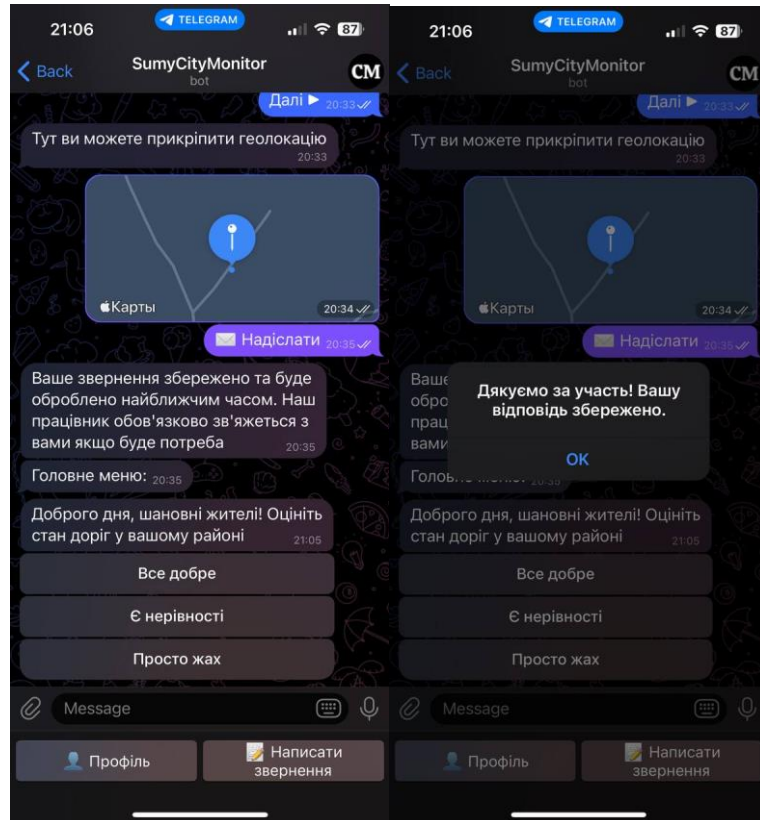 21:06
TELEGRAM
87
Back
SumyCityMonitor
bot
CM
Далі ▶ 20:33
Тут ви можете прикріпити геолокацію
20:33
Карты
20:34
✉️ Надіслати 20:35
Ваше звернення збережено та буде
оброблено найближчим часом. Наш
працівник обов'язково зв'яжеться з
вами якщо буде потреба
20:35
Головне меню: 20:35
Доброго дня, шановні жителі! Оцініть
стан доріг у вашому районі
21:05
Все добре
Є нерівності
Просто жах
Message
👤 Профіль
📝 Написати
звернення
21:06
TELEGRAM
87
Back
SumyCityMonitor
bot
CM
Далі ▶ 20:33
Тут ви можете прикріпити геолокацію
20:33
Карты
20:34
✉️ Надіслати 20:35
Ваше
обро
прац
вами
Дякуємо за участь! Вашу
відповідь збережено.
OK
Доброго дня, шановні жителі! Оцініть
стан доріг у вашому районі
21:05
Все добре
Є нерівності
Просто жах
Message
👤 Профіль
📝 Написати
звернення